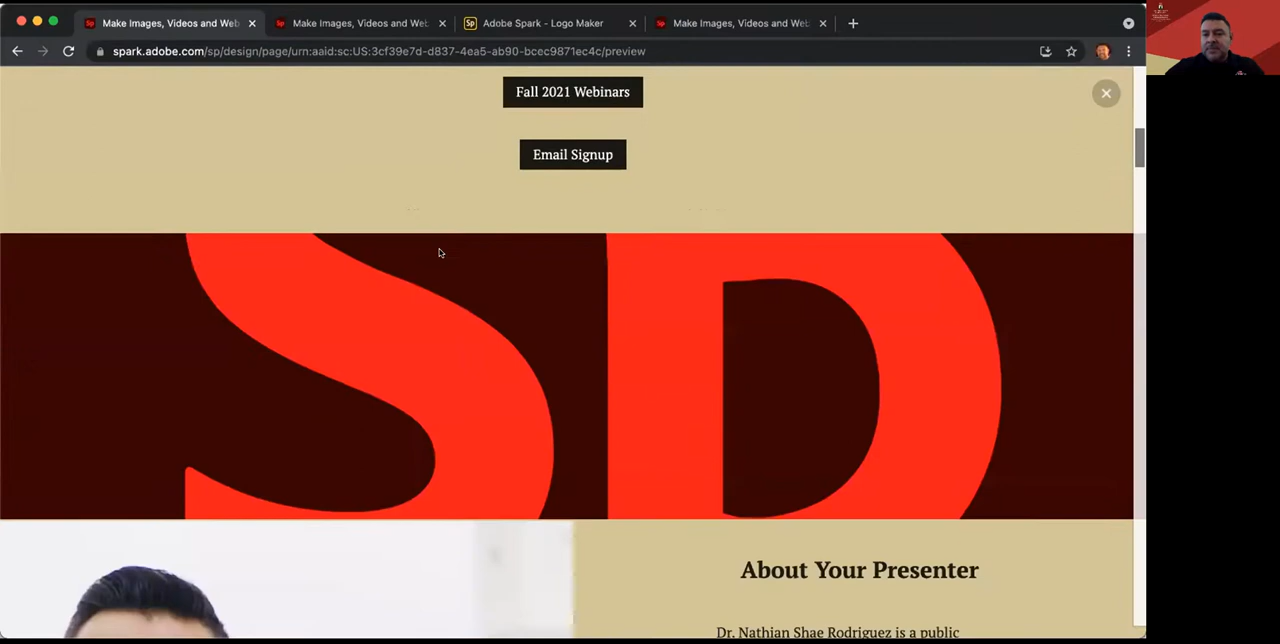 Make Images, Videos and Web
Make Images, Videos and Web
Adobe Spark - Logo Maker
Make Images, Videos and Web
spark.adobe.com/sp/design/page/urn:aaid:sc:US:3cf39e7d-d837-4ea5-ab90-bcec9871ec4c/preview
Fall 2021 Webinars
Email Signup
SD
About Your Presenter
Dr. Nathian Shae Rodriguez is a public